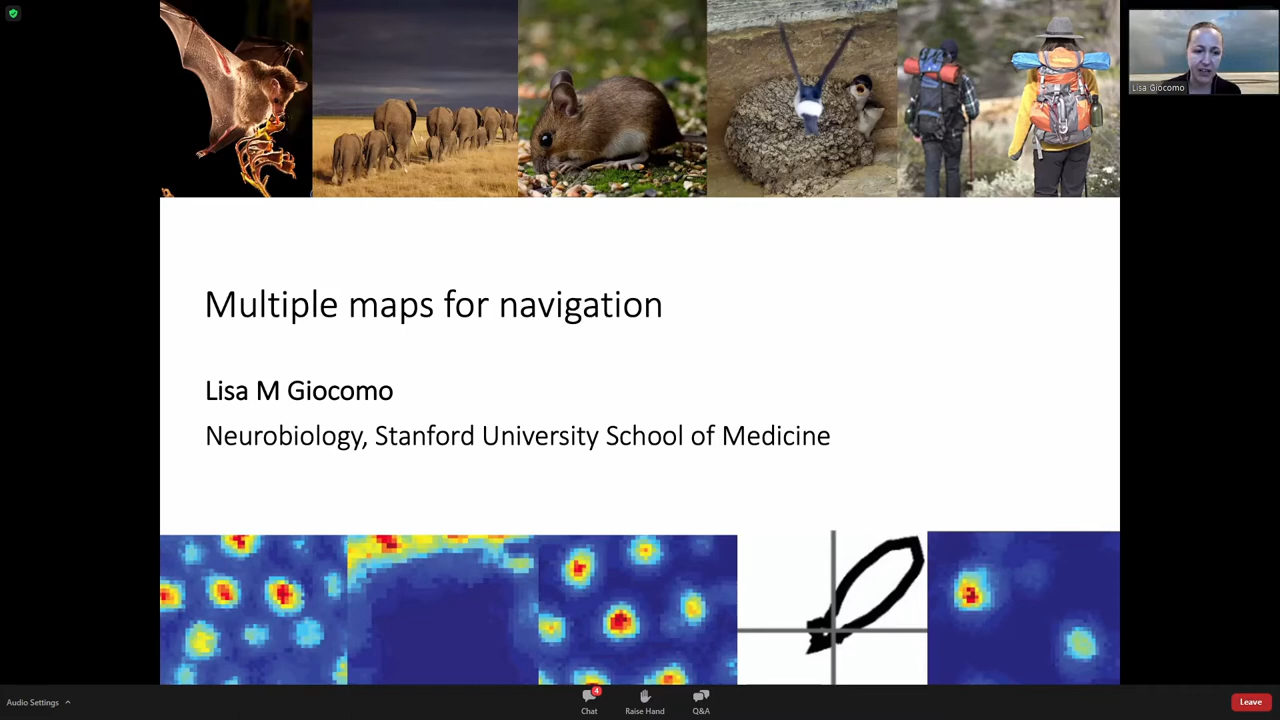 Lisa Giocomo
Multiple maps for navigation
Lisa M Giocomo
Neurobiology, Stanford University School of Medicine
Audio Settings
4
Chat
Raise Hand
Q&A
Leave